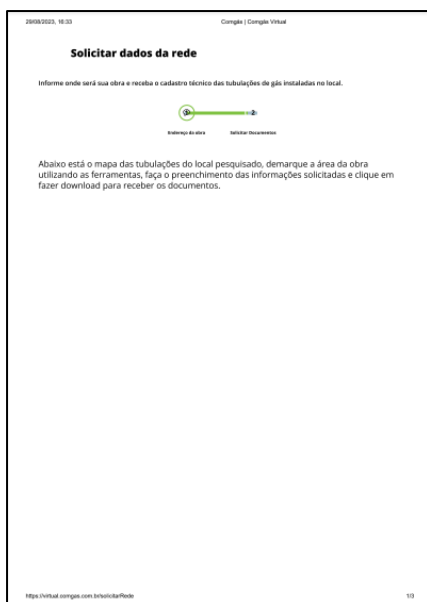 29/08/2023, 16:33 Comgás | Comgás Virtual
Solicitar dados da rede
Informe onde será sua obra e receba o cadastro técnico das tubulações de gás instaladas no local.
2
Endereço da obra Solicitar Documentos
Abaixo está o mapa das tubulações do local pesquisado, demarque a área da obra
utilizando as ferramentas, faça o preenchimento das informações solicitadas e clique em
fazer download para receber os documentos.
https://virtual.comgas.com.br/solicitarRede 1/3